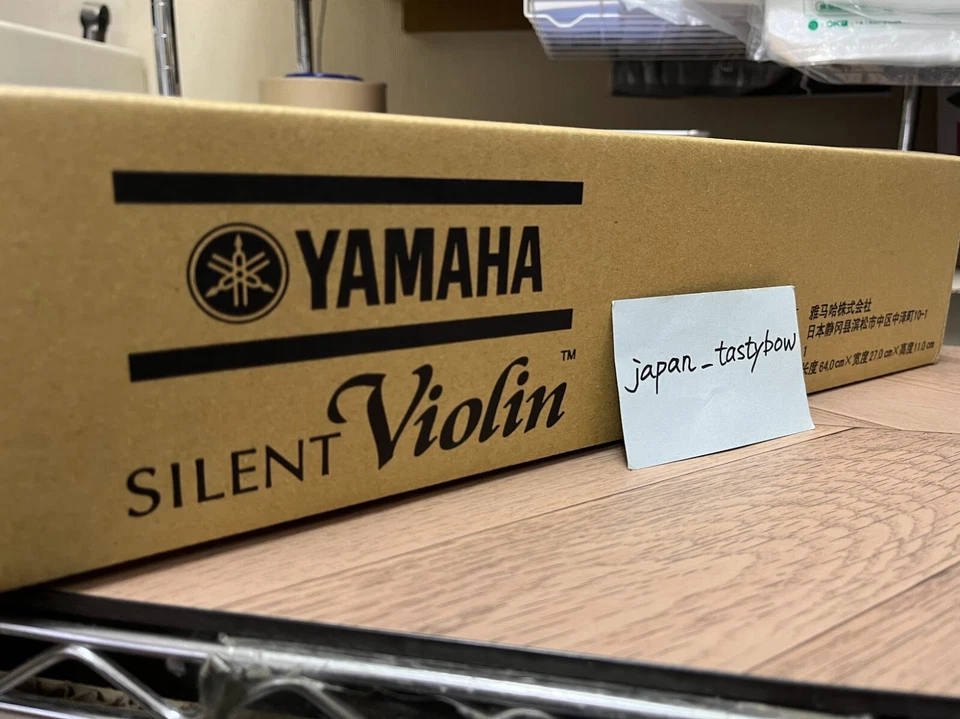 YAMAHA
SILENT Violin™
japan_tastybow
雅马哈株式会社
日本静冈县滨松市中区中泽町10-1
1
长度 64.0 cm×宽度 27.0 cm×高度 11.0 cm